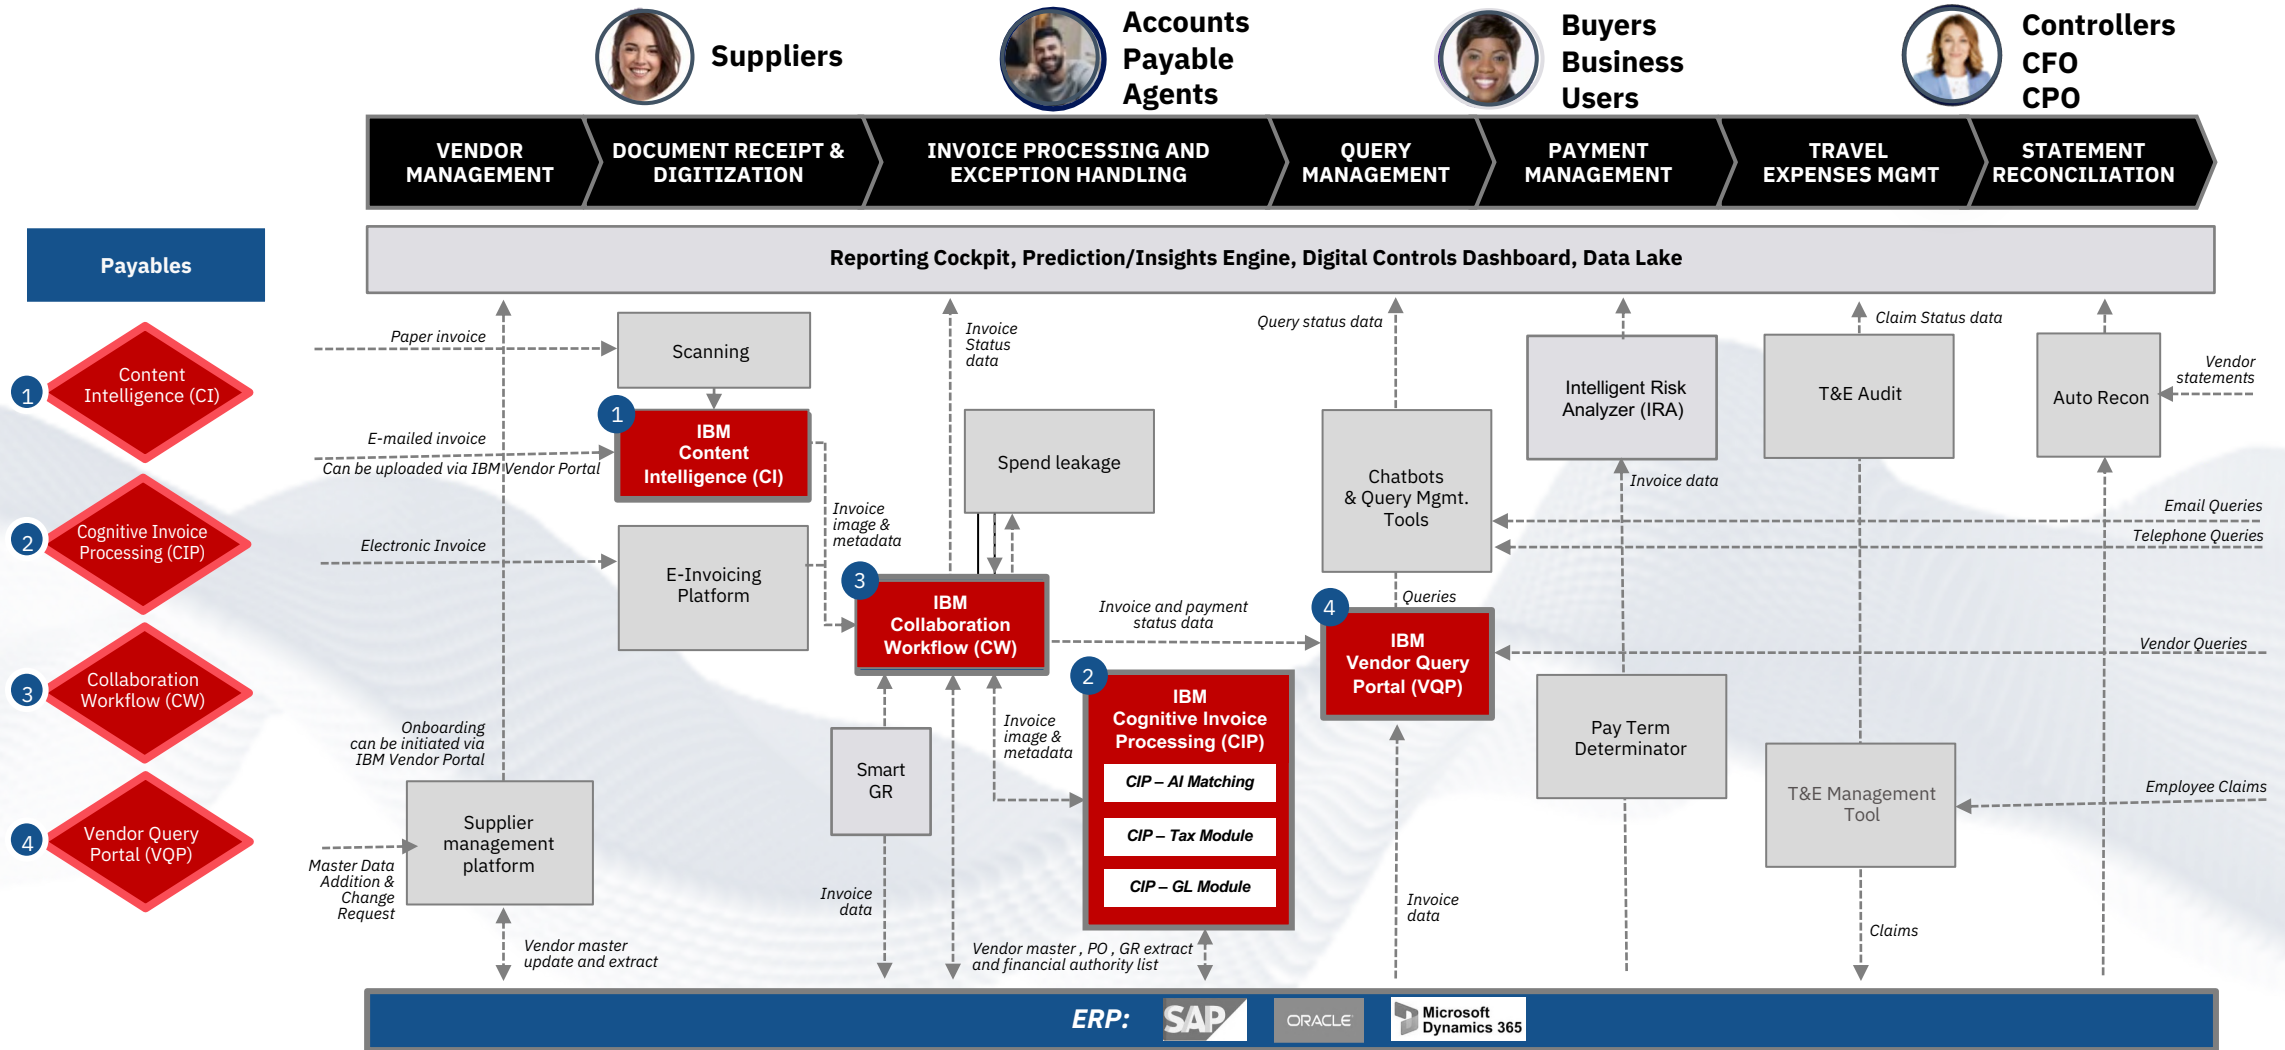 Suppliers
Accounts
Payable
Agents
Buyers
Business
Users
Controllers
CFO
CPO
VENDOR
MANAGEMENT
DOCUMENT RECEIPT &
DIGITIZATION
INVOICE PROCESSING AND
EXCEPTION HANDLING
QUERY
MANAGEMENT
PAYMENT
MANAGEMENT
TRAVEL
EXPENSES MGMT
STATEMENT
RECONCILIATION
Payables
Reporting Cockpit, Prediction/Insights Engine, Digital Controls Dashboard, Data Lake
1
Content
Intelligence (CI)
2
Cognitive Invoice
Processing (CIP)
3
Collaboration
Workflow (CW)
4
Vendor Query
Portal (VQP)
Paper invoice
Scanning
E-mailed invoice
Can be uploaded via IBM Vendor Portal
1
IBM
Content
Intelligence (CI)
Electronic Invoice
E-Invoicing
Platform
Invoice
image &
metadata
Invoice
Status
data
Spend leakage
3
IBM
Collaboration
Workflow (CW)
Invoice and payment
status data
Onboarding
can be initiated via
IBM Vendor Portal
Supplier
management
platform
Master Data
Addition &
Change
Request
Vendor master
update and extract
Smart
GR
Invoice
data
Invoice
image &
metadata
2
IBM
Cognitive Invoice
Processing (CIP)
CIP – AI Matching
CIP – Tax Module
CIP – GL Module
Vendor master , PO , GR extract
and financial authority list
Query status data
Chatbots
& Query Mgmt.
Tools
Queries
4
IBM
Vendor Query
Portal (VQP)
Invoice
data
Intelligent Risk
Analyzer (IRA)
Invoice data
Pay Term
Determinator
Claim Status data
T&E Audit
T&E Management
Tool
Claims
Auto Recon
Vendor
statements
Email Queries
Telephone Queries
Vendor Queries
Employee Claims
ERP:
SAP
ORACLE
Microsoft
Dynamics 365